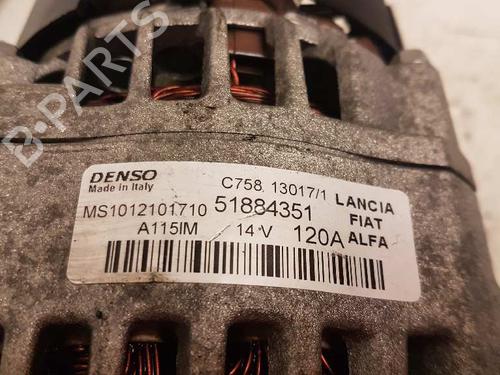 B-PARTS
DENSO
Made in Italy
C758, 13017/1
MS1012101710 51884351
LANCIA
FIAT
ALFA
A115IM 14 V 120A